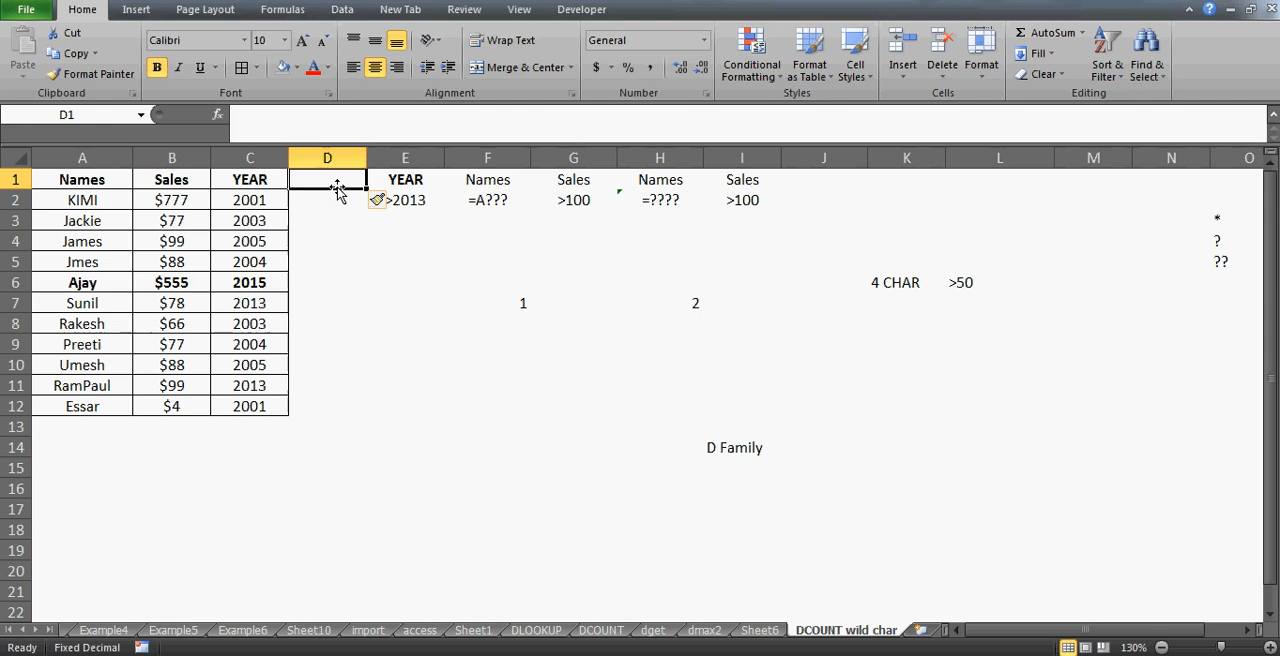 File Home Insert Page Layout Formulas Data New Tab Review View Developer
Cut
Copy
Format Painter
Paste
Clipboard
Calibri 10
B I U
Font
Wrap Text
Merge & Center
Alignment
General
$ % ,
Number
Conditional Formatting
Format as Table
Cell Styles
Styles
Insert Delete Format
Cells
Σ AutoSum
Fill
Clear
Sort & Filter
Find & Select
Editing
D1 fx
A B C D E F G H I J K L M N O
1 Names Sales YEAR YEAR Names Sales Names Sales
2 KIMI $777 2001 >2013 =A??? >100 =???? >100
3 Jackie $77 2003 *
4 James $99 2005 ?
5 Jmes $88 2004 ??
6 Ajay $555 2015 4 CHAR >50
7 Sunil $78 2013 1 2
8 Rakesh $66 2003
9 Preeti $77 2004
10 Umesh $88 2005
11 RamPaul $99 2013
12 Essar $4 2001
13
14 D Family
15
16
17
18
19
20
21
22
Example4 Example5 Example6 Sheet10 import access Sheet1 DLOOKUP DCOUNT dget dmax2 Sheet6 DCOUNT wild char
Ready Fixed Decimal 130%